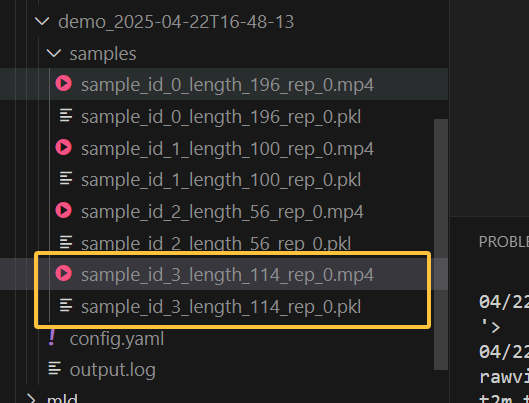 demo_2025-04-22T16-48-13
samples
sample_id_0_length_196_rep_0.mp4
sample_id_0_length_196_rep_0.pkl
sample_id_1_length_100_rep_0.mp4
sample_id_1_length_100_rep_0.pkl
sample_id_2_length_56_rep_0.mp4
sample_id_2_length_56_rep_0.pkl
PROBLE
sample_id_3_length_114_rep_0.mp4
sample_id_3_length_114_rep_0.pkl
04/22
'>
! config.yaml
04/22
output.log
rawvi
mld
t2m_t